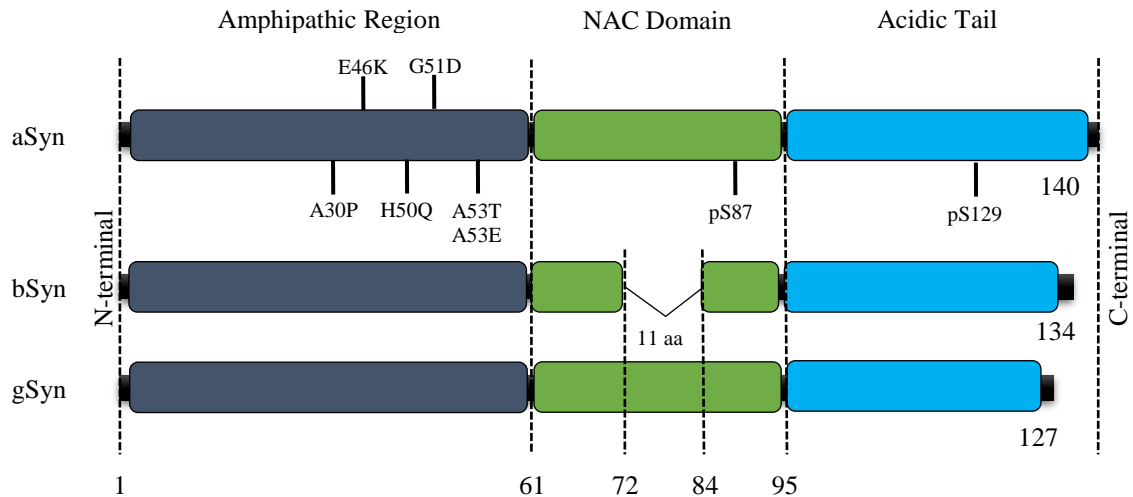 Amphipathic Region NAC Domain Acidic Tail
E46K G51D
aSyn
140
A30P H50Q A53T pS87 pS129
A53E
N-terminal
C-terminal
bSyn
11 aa
134
gSyn
127
1 61 72 84 95